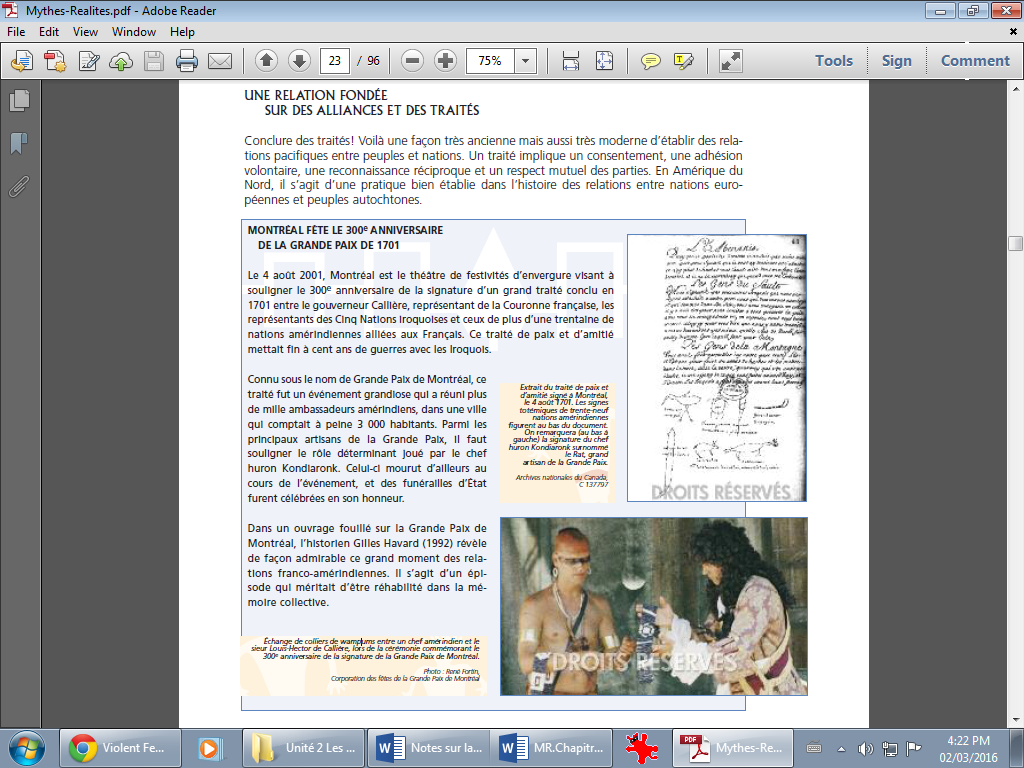 Mythes-Realites.pdf - Adobe Reader
File Edit View Window Help
23 / 96 75% Tools Sign Comment
UNE RELATION FONDÉE
SUR DES ALLIANCES ET DES TRAITÉS
Conclure des traités! Voilà une façon très ancienne mais aussi très moderne d'établir des rela-
tions pacifiques entre peuples et nations. Un traité implique un consentement, une adhésion
volontaire, une reconnaissance réciproque et un respect mutuel des parties. En Amérique du
Nord, il s'agit d'une pratique bien établie dans l'histoire des relations entre nations euro-
péennes et peuples autochtones.
MONTRÉAL FÊTE LE 300e ANNIVERSAIRE
DE LA GRANDE PAIX DE 1701
Le 4 août 2001, Montréal est le théâtre de festivités d'envergure visant à
souligner le 300e anniversaire de la signature d'un grand traité conclu en
1701 entre le gouverneur Callière, représentant de la Couronne française, les
représentants des Cinq Nations iroquoises et ceux de plus d'une trentaine de
nations amérindiennes alliées aux Français. Ce traité de paix et d'amitié
mettait fin à cent ans de guerres avec les Iroquois.
Connu sous le nom de Grande Paix de Montréal, ce
traité fut un événement grandiose qui a réuni plus
de mille ambassadeurs amérindiens, dans une ville
qui comptait à peine 3 000 habitants. Parmi les
principaux artisans de la Grande Paix, il faut
souligner le rôle déterminant joué par le chef
huron Kondiaronk. Celui-ci mourut d'ailleurs au
cours de l'événement, et des funérailles d'État
furent célébrées en son honneur.
Dans un ouvrage fouillé sur la Grande Paix de
Montréal, l'historien Gilles Havard (1992) révèle
de façon admirable ce grand moment des rela-
tions franco-amérindiennes. Il s'agit d'un épi-
sode qui méritait d'être réhabilité dans la mé-
moire collective.
Extrait du traité de paix et
d'amitié signé à Montréal,
le 4 août 1701. Les signes
totémiques de trente-neuf
nations amérindiennes
figurent au bas du document.
On remarquera (au bas à
gauche) la signature du chef
huron Kondiaronk surnommé
le Rat, grand
artisan de la Grande Paix.
Archives nationales du Canada,
C 137797
DROITS RÉSERVÉS
DROITS RÉSERVÉS
Échange de colliers de wampums entre un chef amérindien et le
sieur Louis-Hector de Callière, lors de la cérémonie commémorant le
300e anniversaire de la signature de la Grande Paix de Montréal.
Photo : René Fortin,
Corporation des fêtes de la Grande Paix de Montréal
Violent Fe... Unité 2 Les ... Notes sur la... MR.Chapitr... Mythes-Re...
4:22 PM
02/03/2016